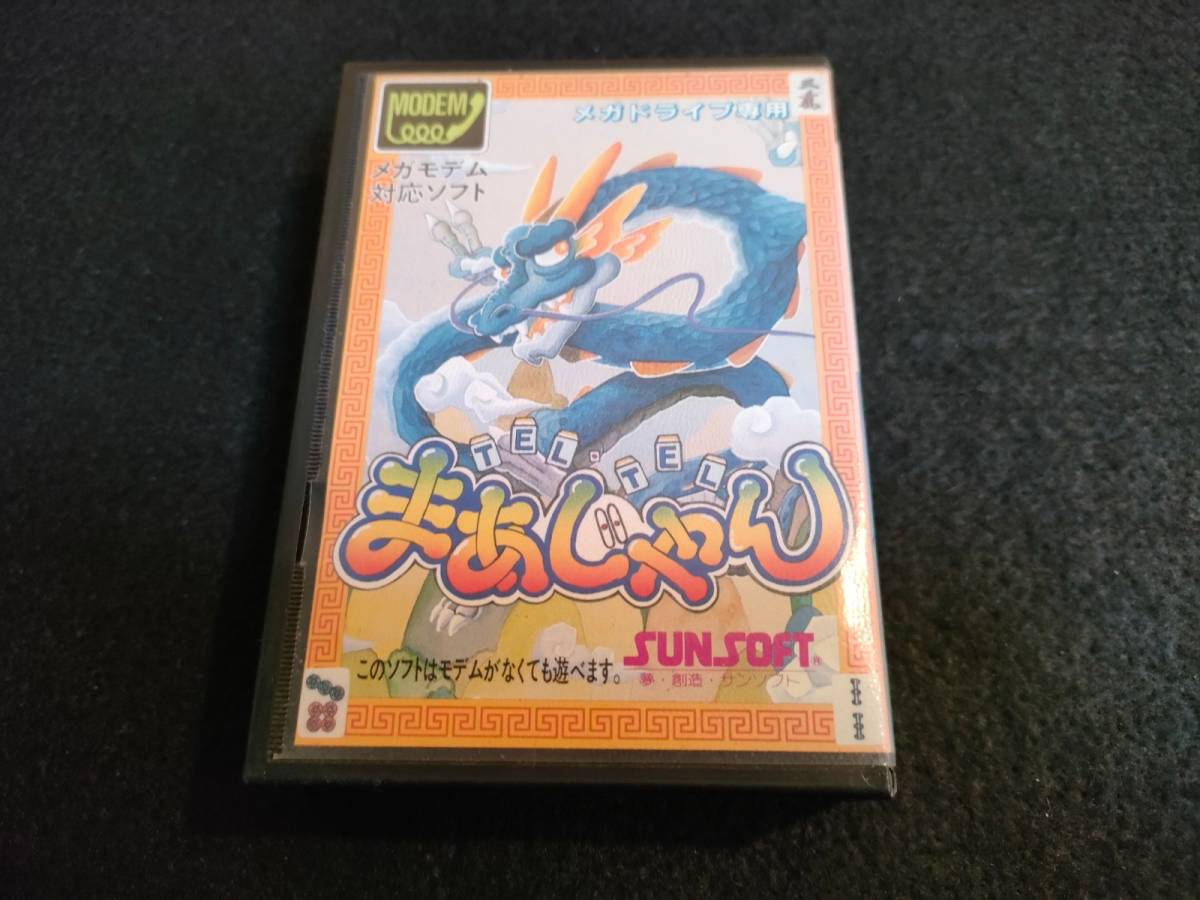 MODEM
メガドライブ専用
メガモデム
対応ソフト
TEL・TEL
まあじゃん
SUNSOFT®
このソフトはモデムがなくても遊べます。
夢・創造・サンソフト